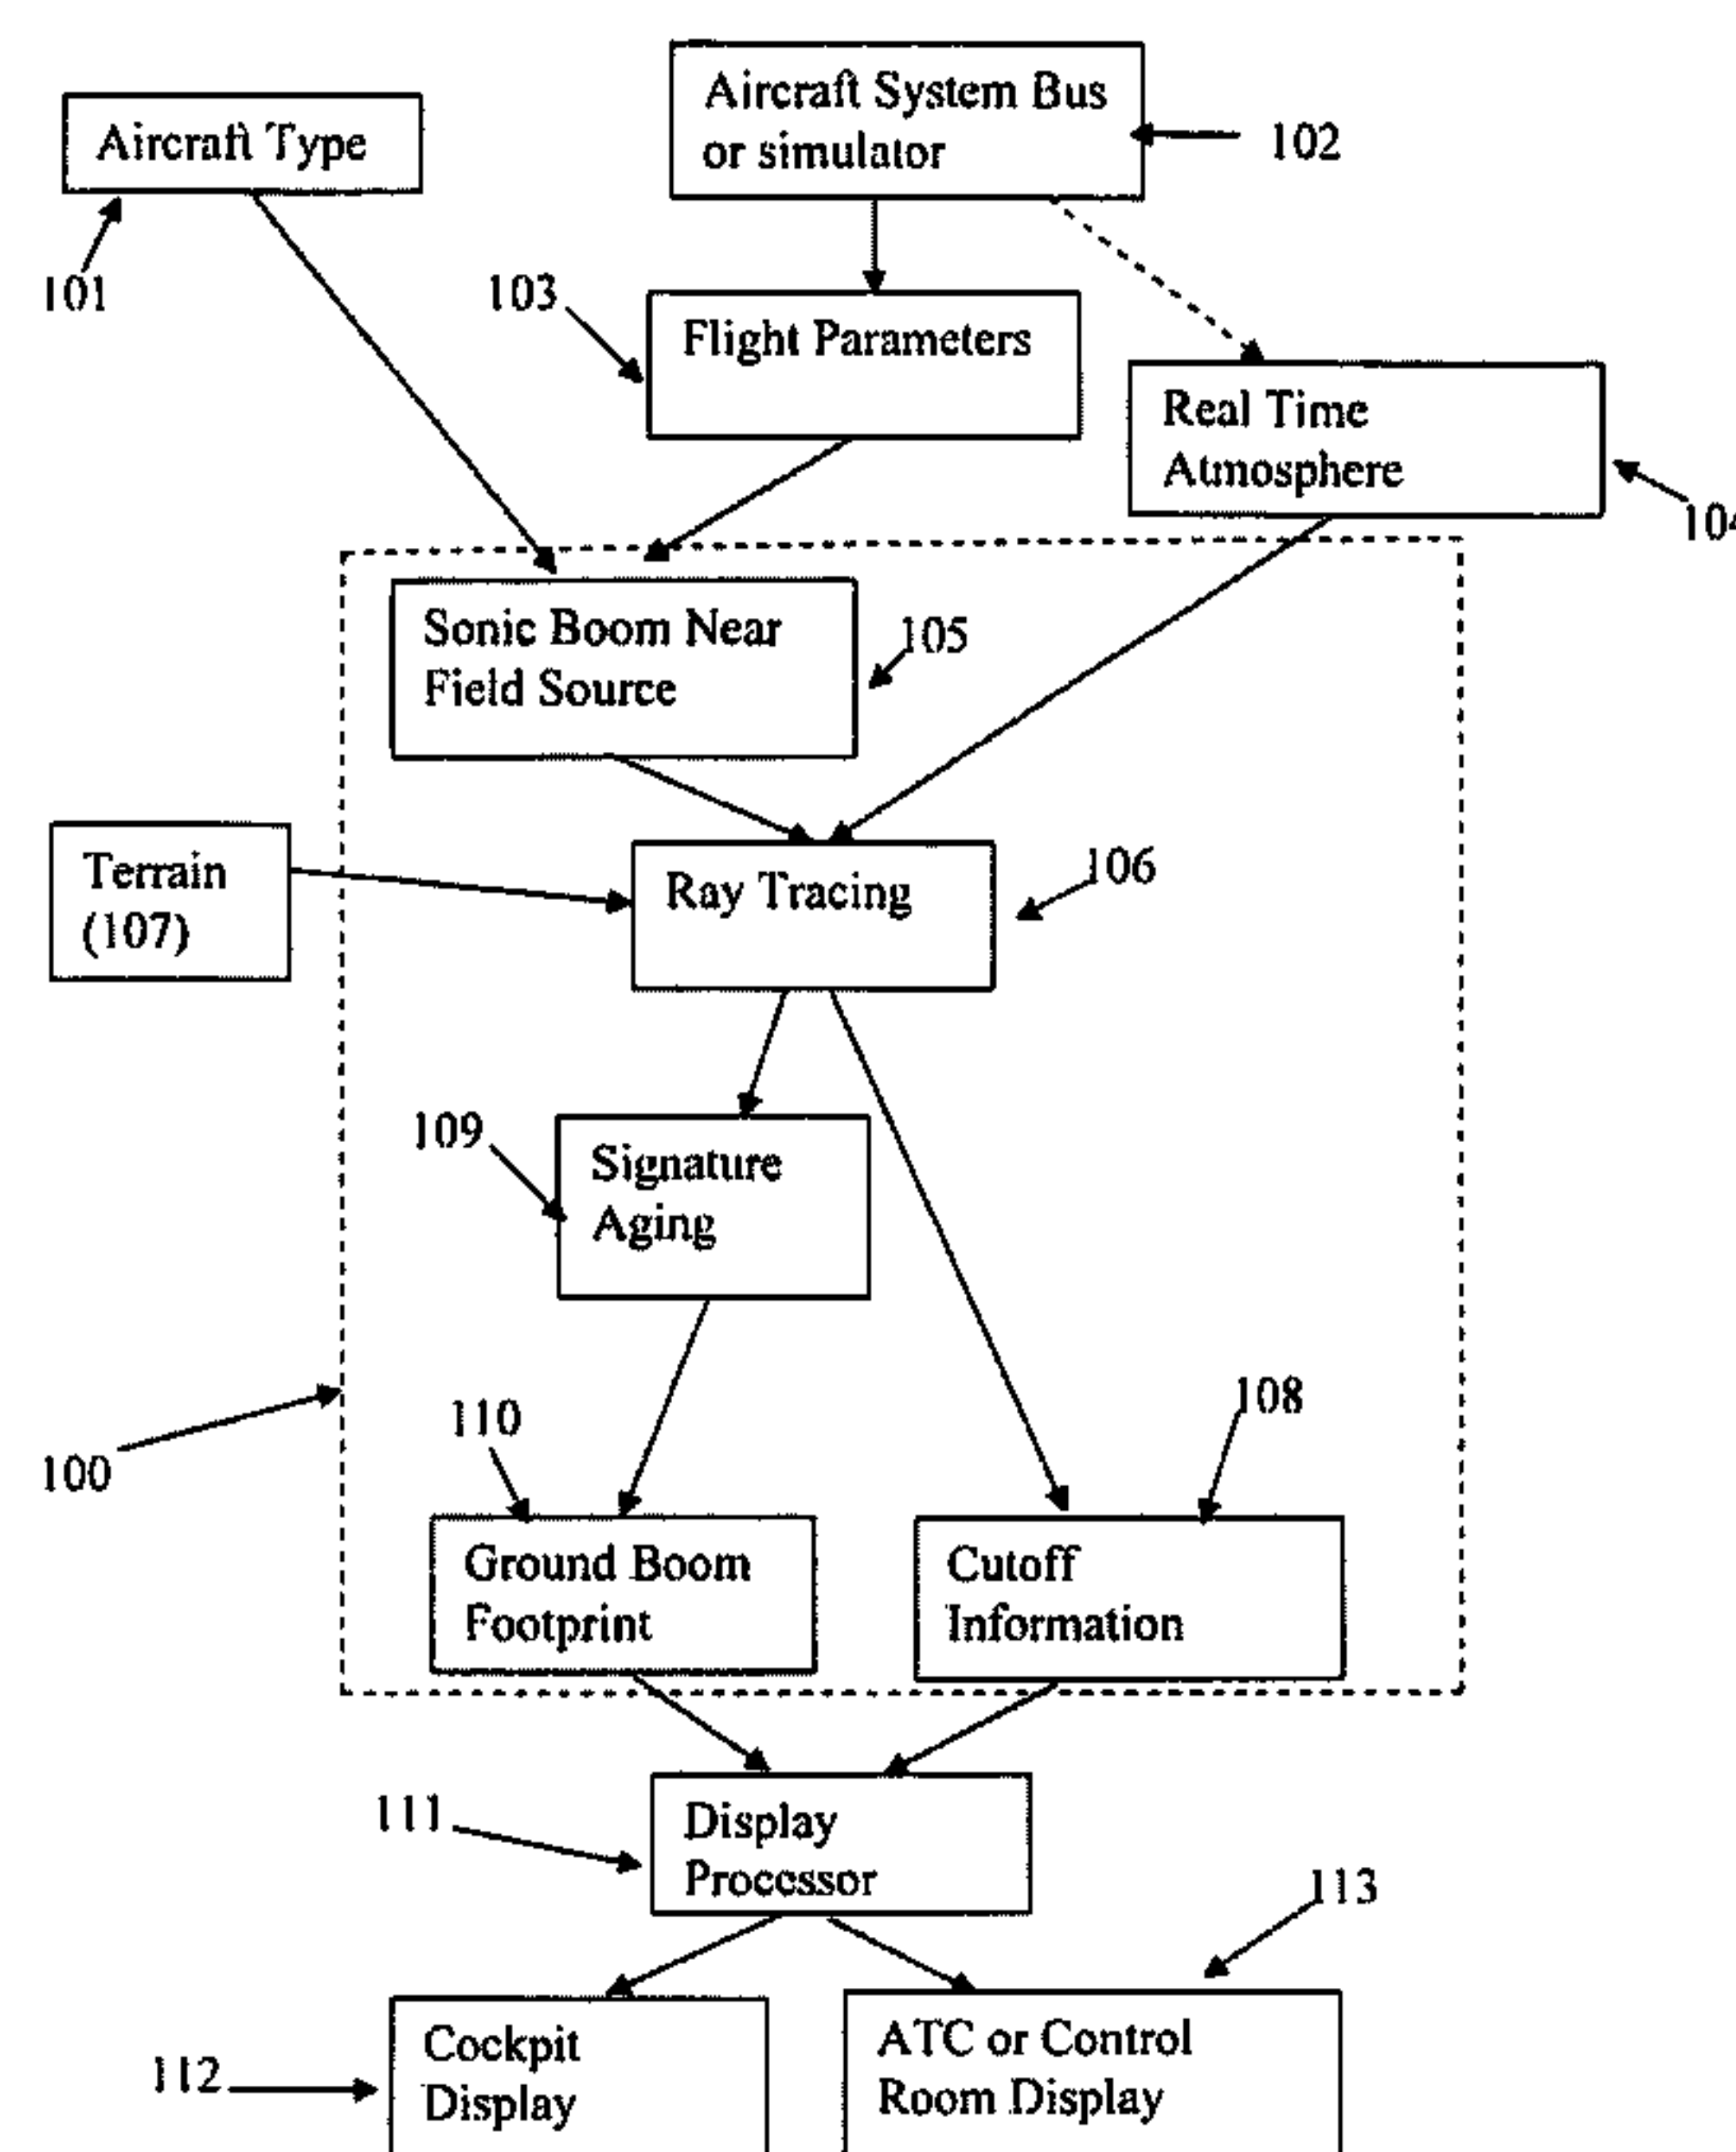 Aircraft System Bus
or simulator
102
Aircraft Type
101
103
Flight Parameters
Real Time
Atmosphere
104
Sonic Boom Near
Field Source
105
Terrain
(107)
Ray Tracing
106
109
Signature
Aging
100
110
108
Ground Boom
Footprint
Cutoff
Information
111
Display
Processor
113
112
Cockpit
Display
ATC or Control
Room Display